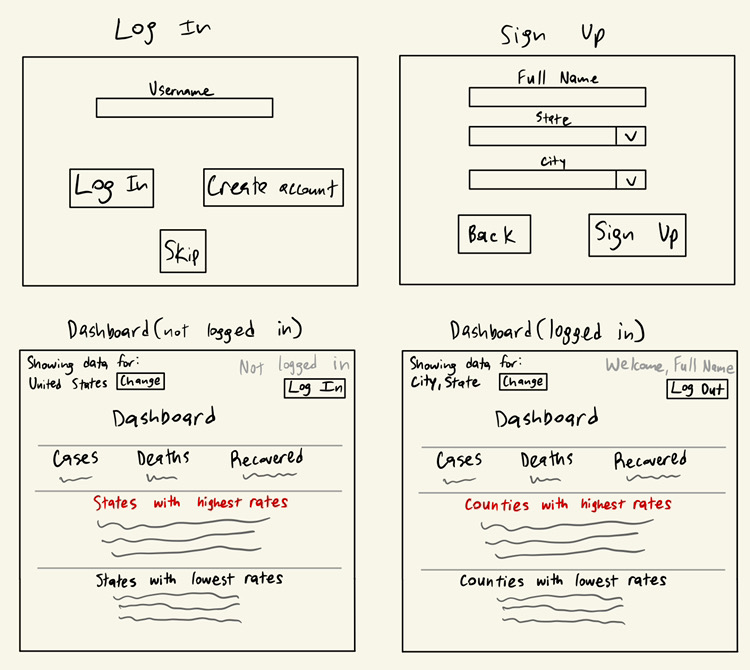 Log In
Username
Log In
Create account
Skip
Sign Up
Full Name
State
City
Back
Sign Up
Dashboard (not logged in)
Showing data for:
Not logged in
United States
Change
Log In
Dashboard
Cases
Deaths
Recovered
States with highest rates
States with lowest rates
Dashboard (logged in)
Showing data for:
Welcome, Full Name
City, State
Change
Log Out
Dashboard
Cases
Deaths
Recovered
Counties with highest rates
Counties with lowest rates